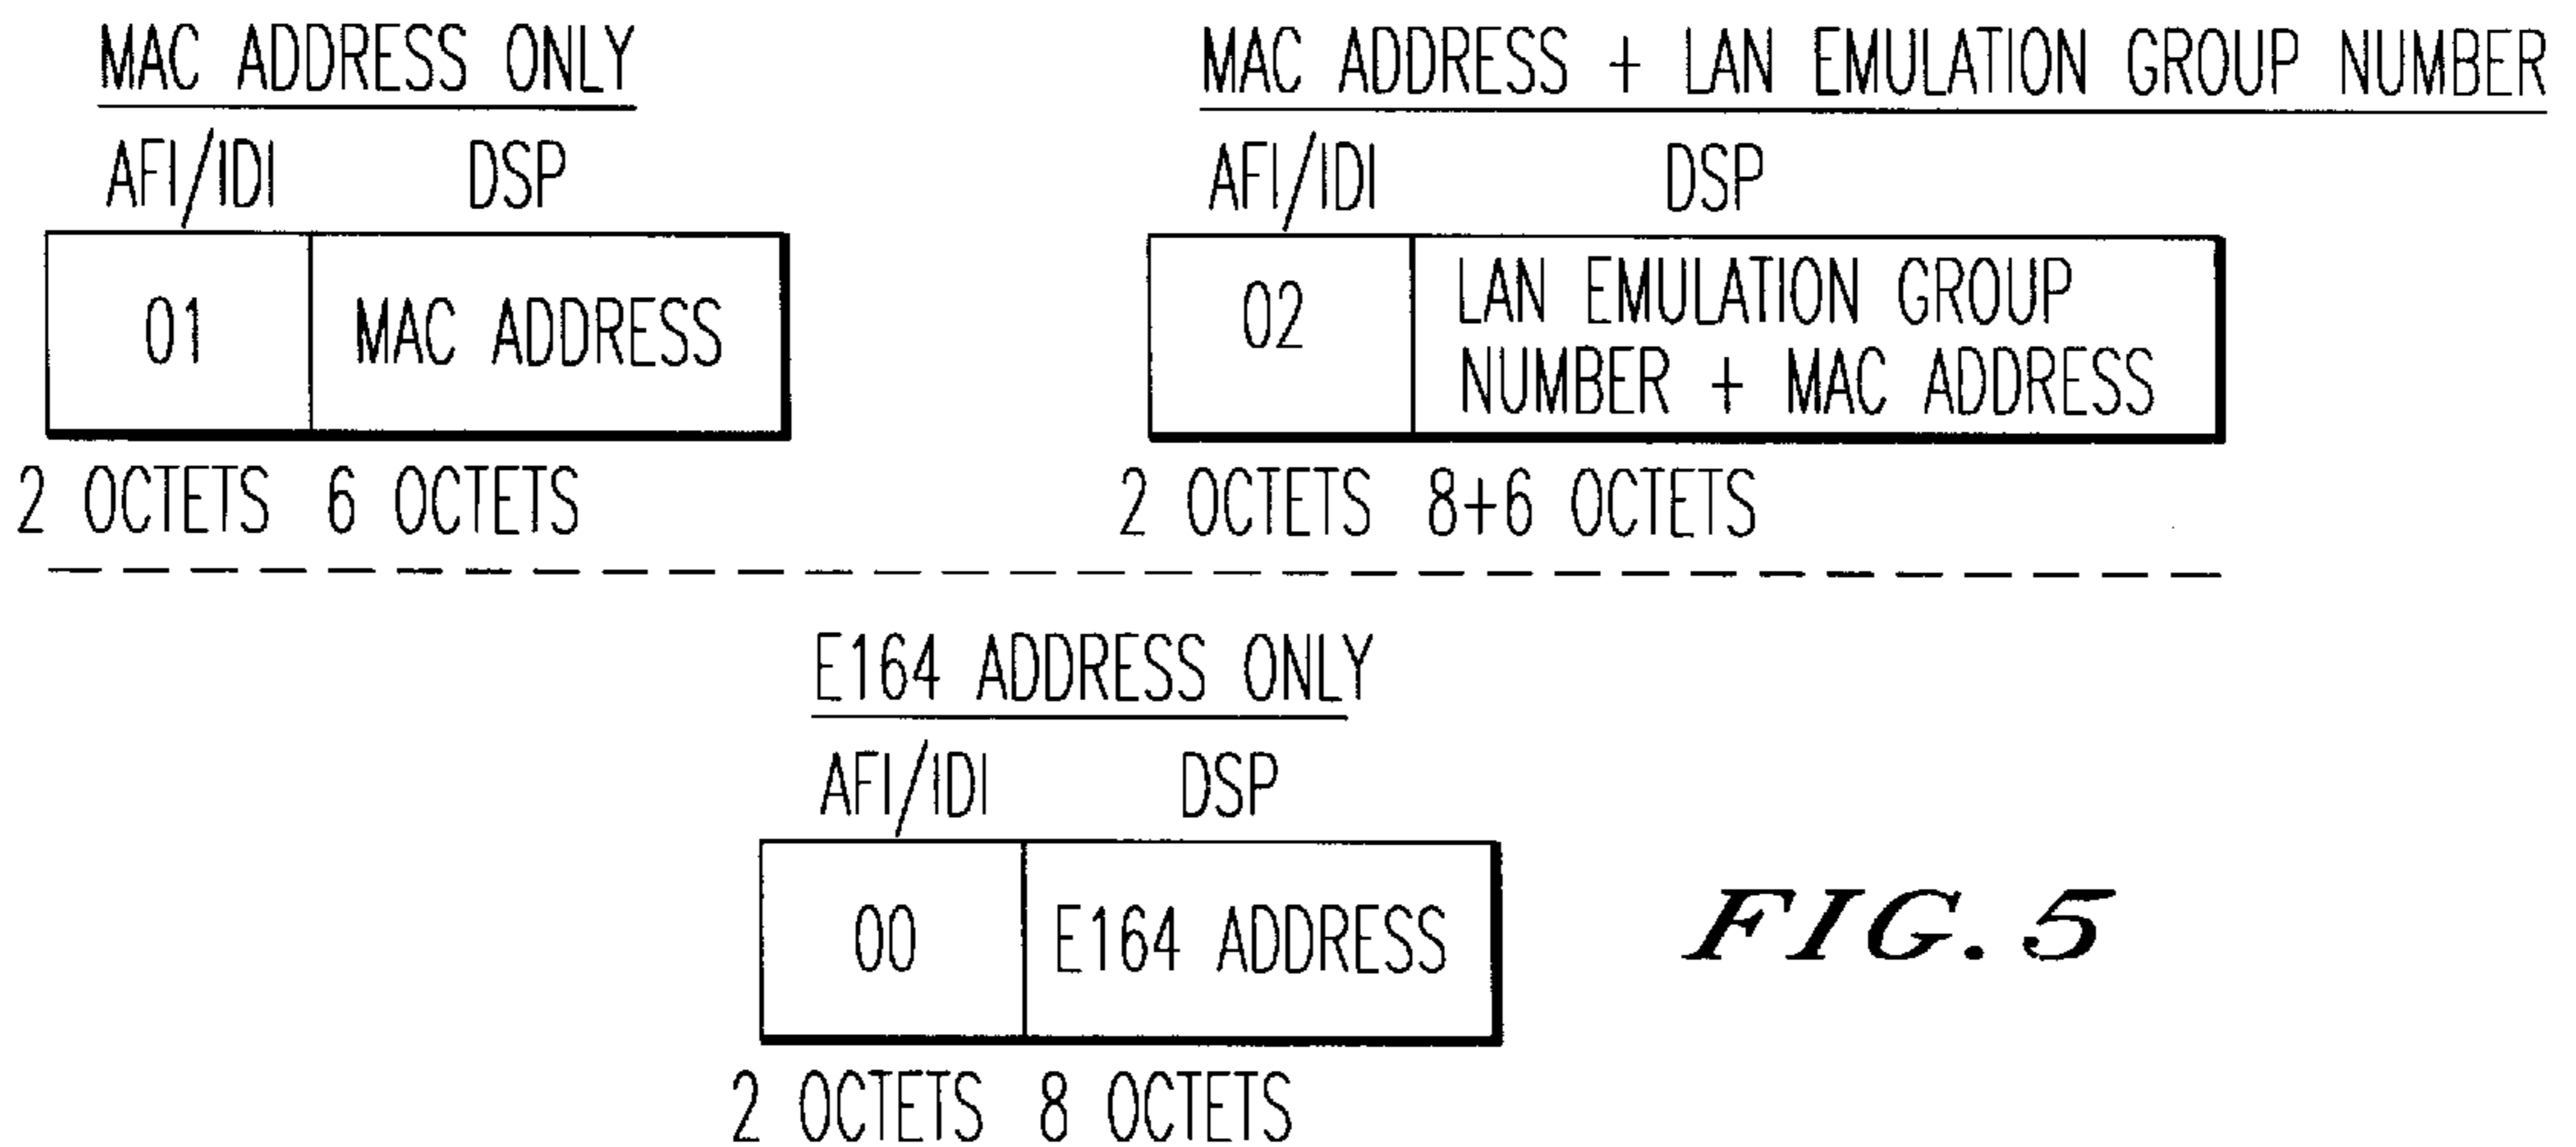 MAC ADDRESS ONLY
AFI/IDI DSP
01 MAC ADDRESS
2 OCTETS 6 OCTETS
MAC ADDRESS + LAN EMULATION GROUP NUMBER
AFI/IDI DSP
02 LAN EMULATION GROUP
NUMBER + MAC ADDRESS
2 OCTETS 8+6 OCTETS
E164 ADDRESS ONLY
AFI/IDI DSP
00 E164 ADDRESS
2 OCTETS 8 OCTETS
FIG. 5